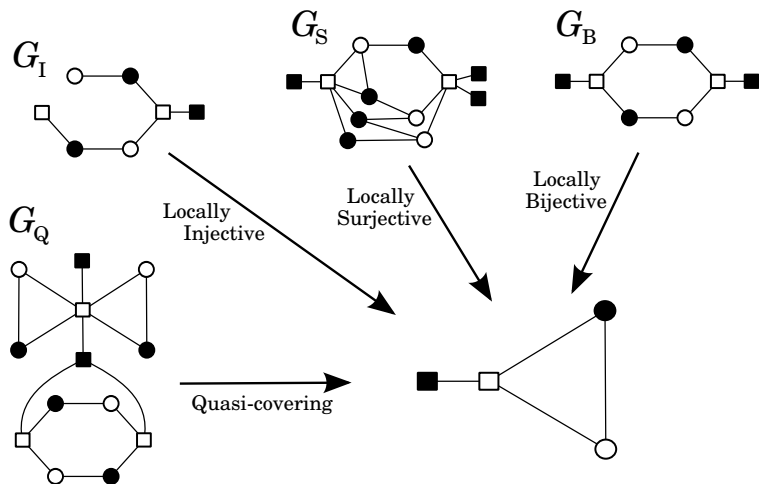 G_I
G_S
G_B
Locally
Injective
Locally
Surjective
Locally
Bijective
G_Q
Quasi-covering